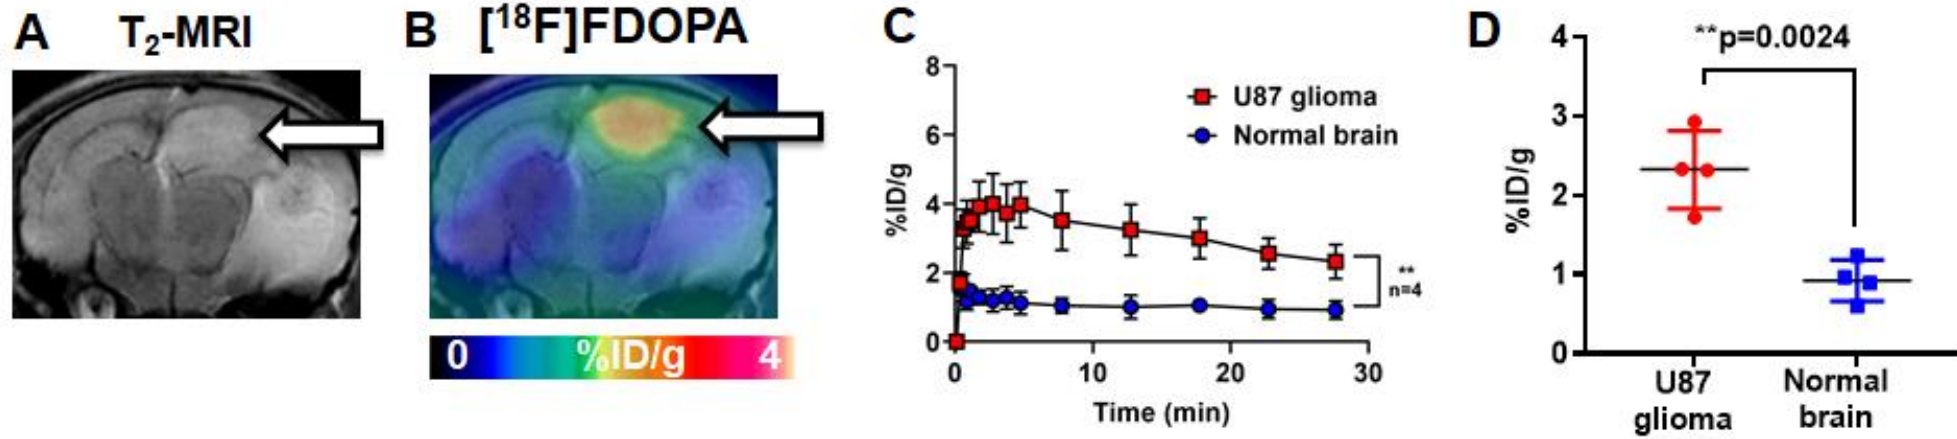 A
T₂-MRI
B
[¹⁸F]FDOPA
0
%ID/g
4
C
8
6
4
2
0
%ID/g
0
10
20
30
Time (min)
U87 glioma
Normal brain
**
n=4
D
**p=0.0024
4
3
2
1
0
%ID/g
U87
glioma
Normal
brain